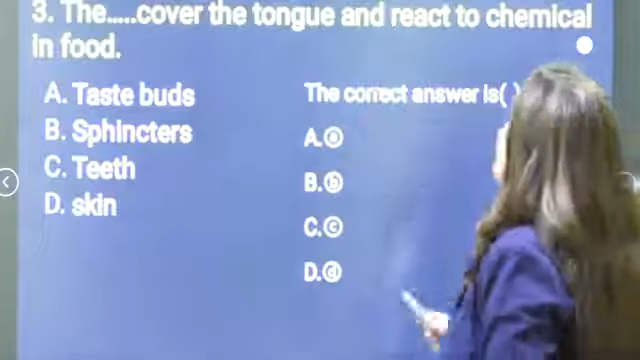 3. The.....cover the tongue and react to chemical
in food.
A. Taste buds
B. Sphincters
C. Teeth
D. skin
The correct answer is( )
A.ⓐ
B.ⓑ
C.ⓒ
D.ⓓ